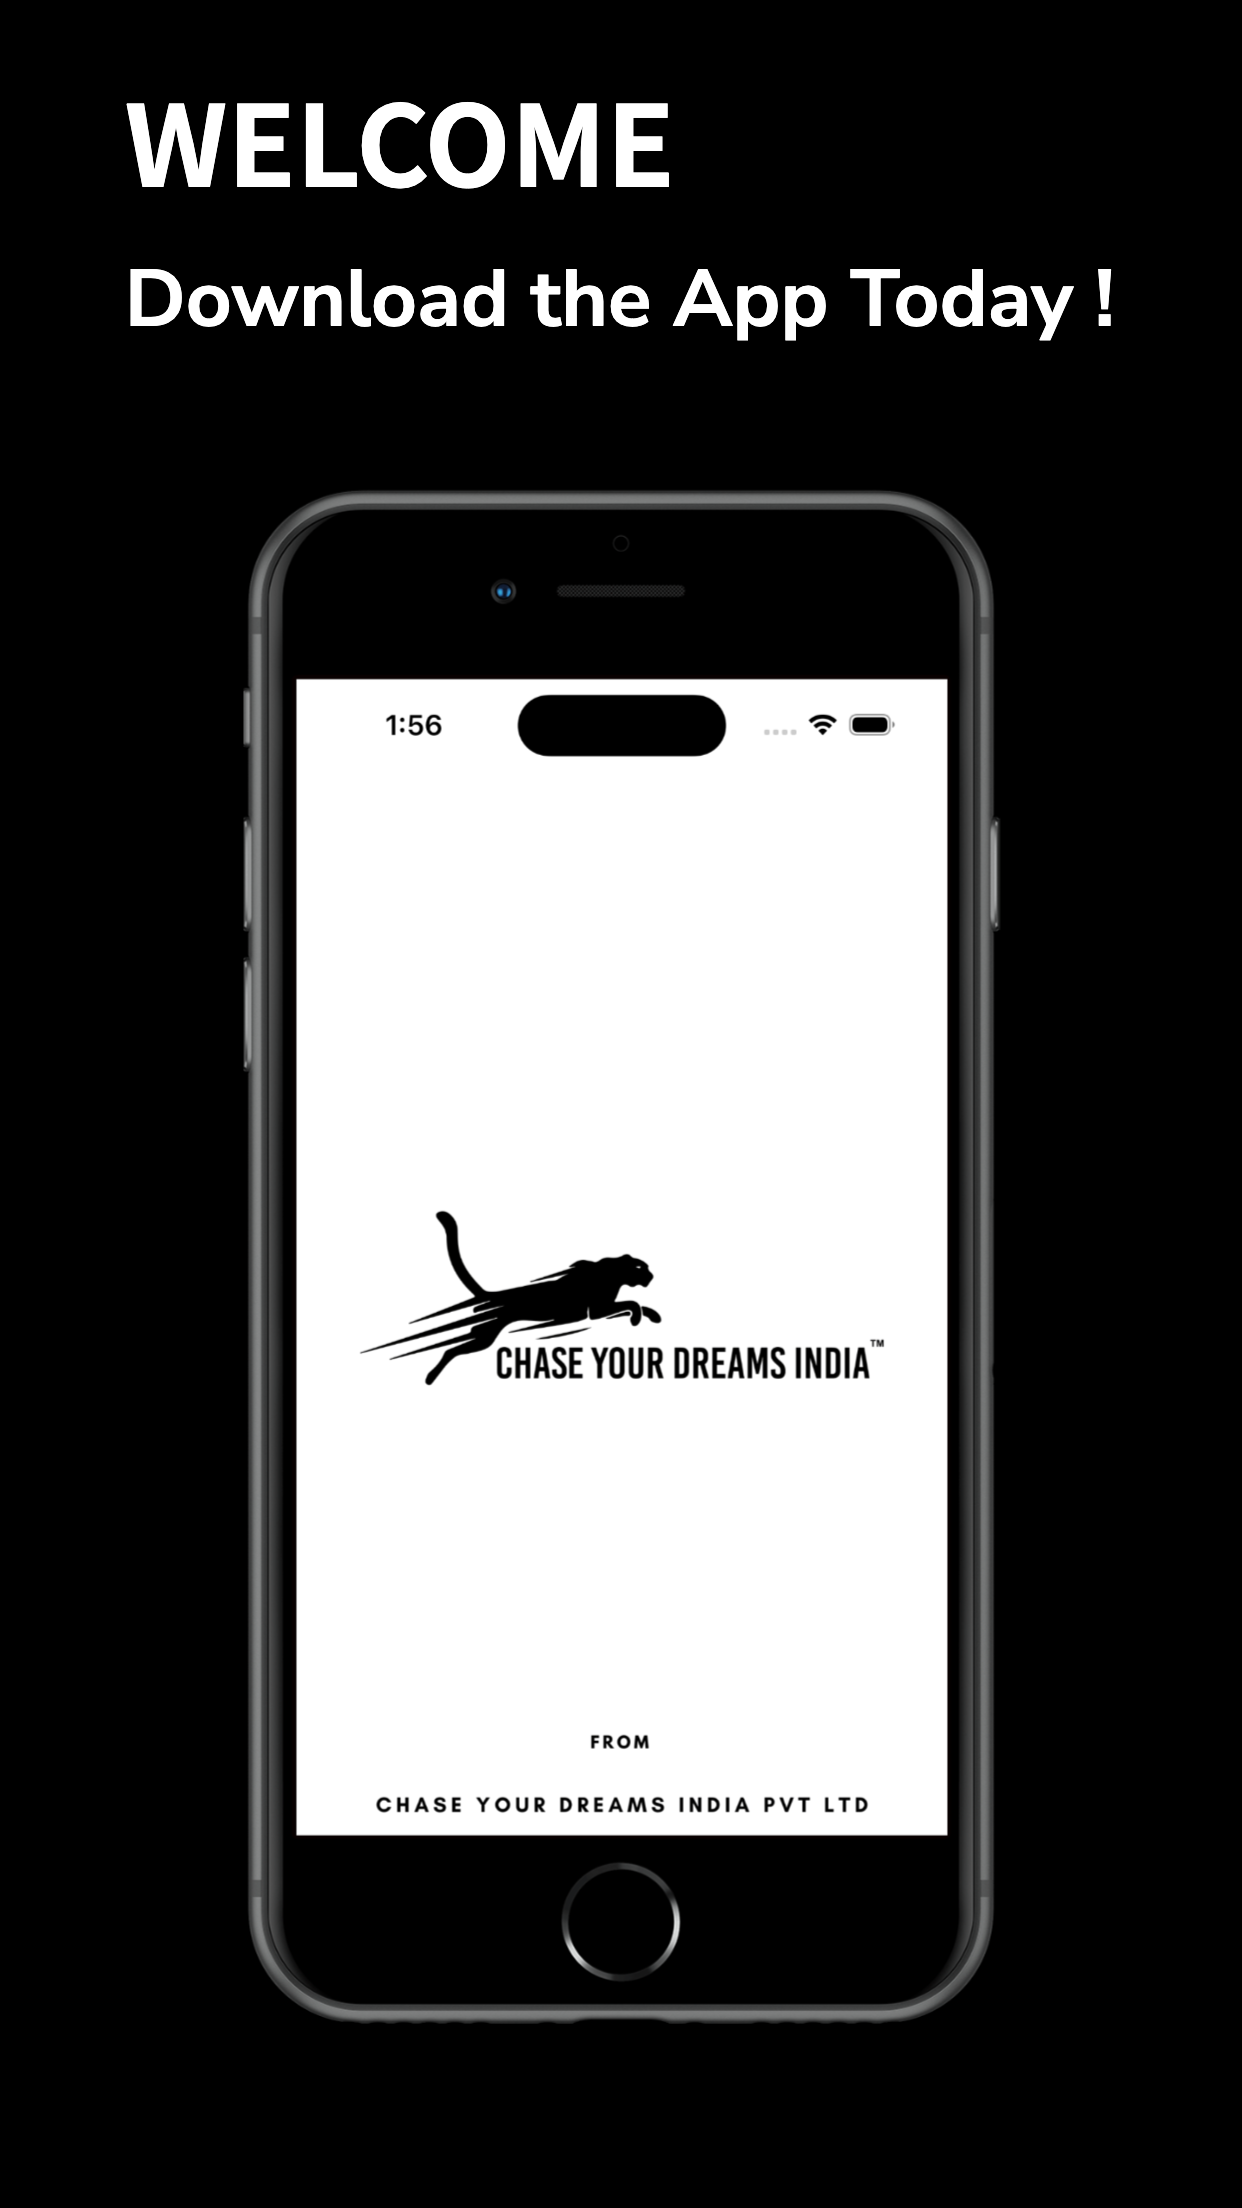 WELCOME
Download the App Today !
1:56
CHASE YOUR DREAMS INDIA™
FROM
CHASE YOUR DREAMS INDIA PVT LTD